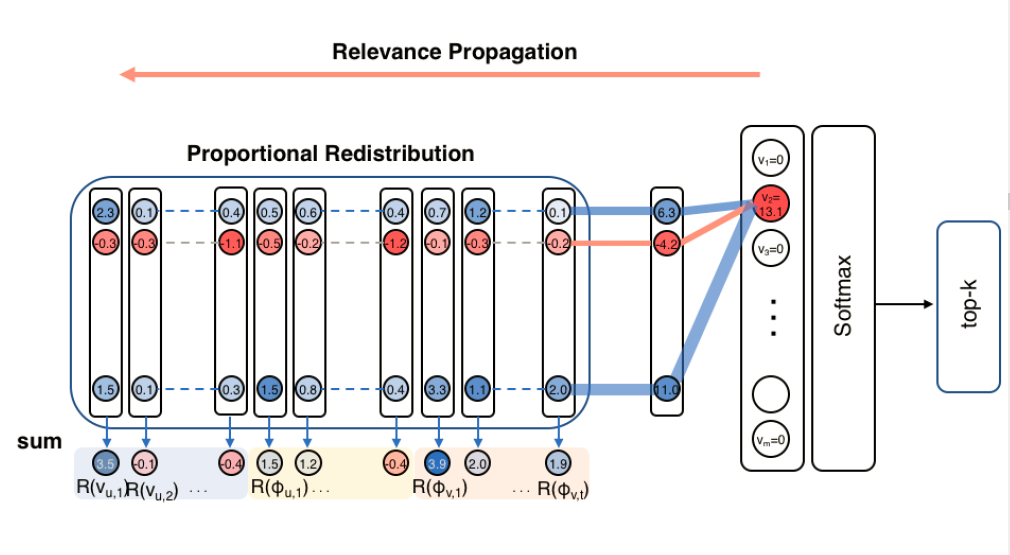 Relevance Propagation
Proportional Redistribution
2.3 0.1 0.4 0.5 0.6 0.4 0.7 1.2 0.1 6.3
-0.3 -0.3 -1.1 -0.5 -0.2 -1.2 -0.1 -0.3 -0.2 -4.2
1.5 0.1 0.3 1.5 0.8 0.4 3.3 1.1 2.0 11.0
v₁=0
v₂=
13.1
v₃=0
⋮
vₘ=0
Softmax
top-k
sum
3.5 -0.1 -0.4 1.5 1.2 -0.4 3.9 2.0 1.9
R(v_{u,1}) R(v_{u,2}) ... R(ϕ_{u,1}) ... R(ϕ_{v,1}) ... R(ϕ_{v,t})